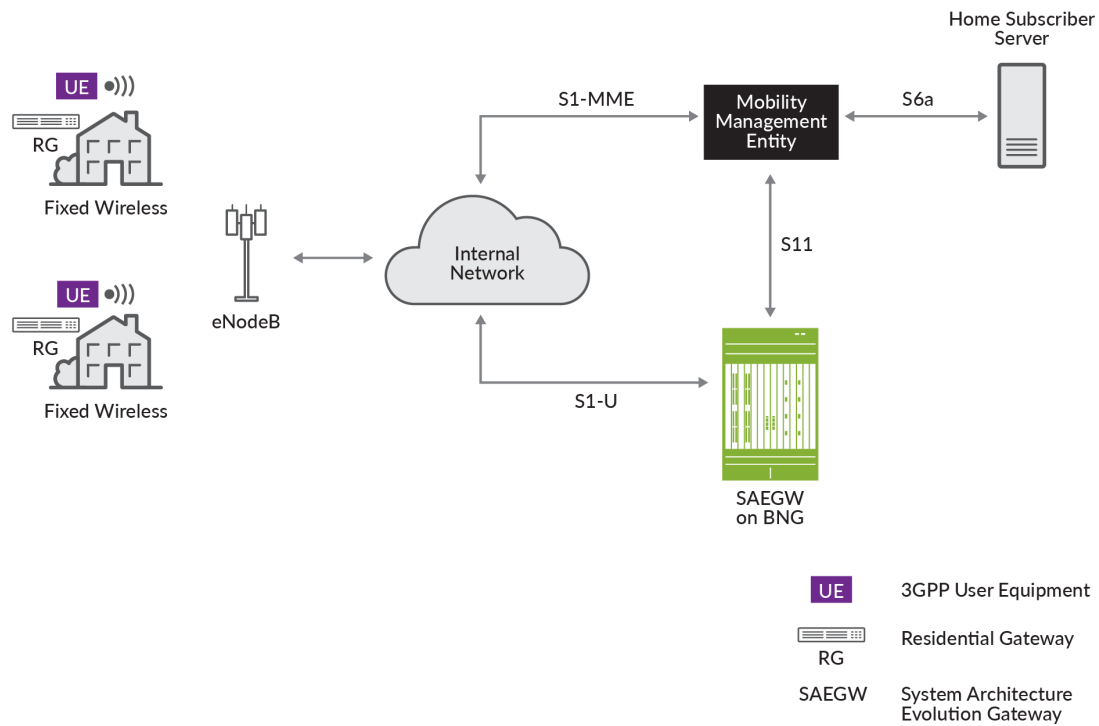 Home Subscriber
Server
UE
RG
Fixed Wireless
S1-MME
Mobility
Management
Entity
S6a
eNodeB
Internal
Network
S11
UE
RG
Fixed Wireless
S1-U
SAEGW
on BNG
UE
3GPP User Equipment
RG
Residential Gateway
SAEGW
System Architecture
Evolution Gateway